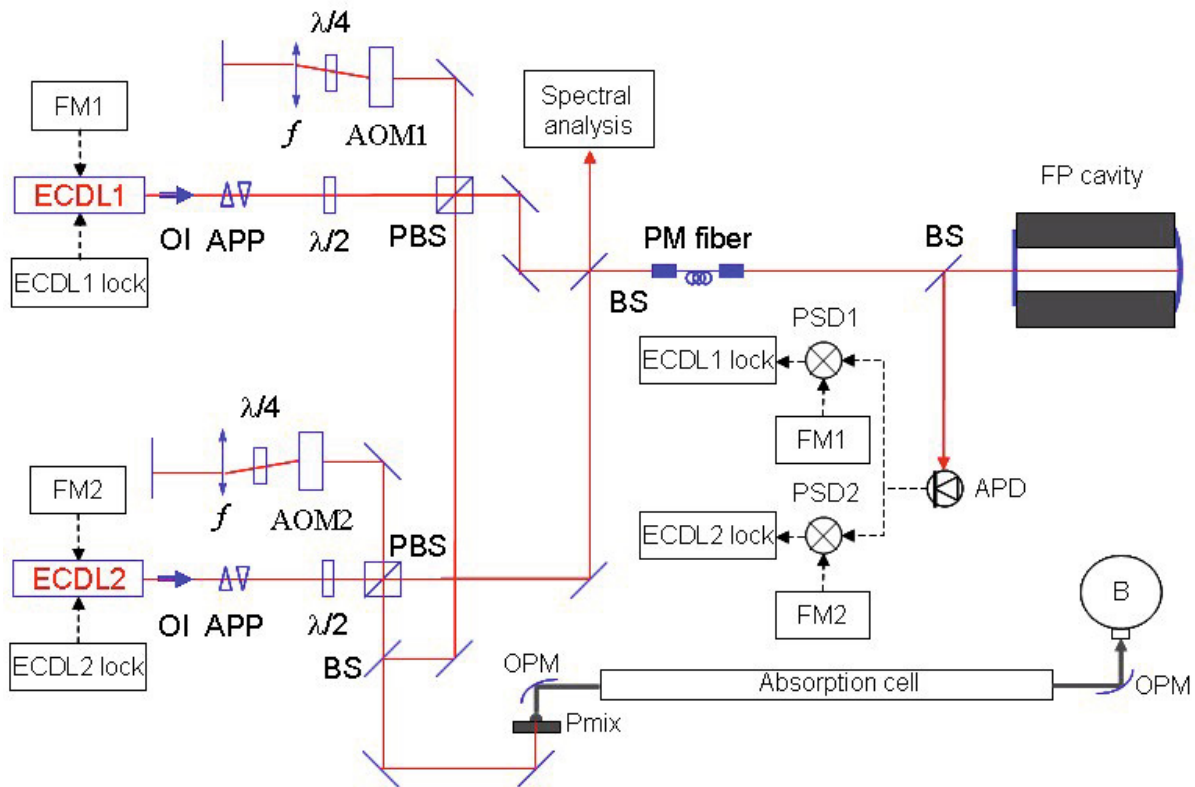 λ/4
FM1
f
AOM1
Spectral
analysis
ECDL1
OI APP
λ/2
PBS
ECDL1 lock
FP cavity
BS
PM fiber
BS
PSD1
ECDL1 lock
FM1
λ/4
FM2
f
AOM2
PSD2
APD
ECDL2 lock
PBS
ECDL2
OI APP
λ/2
FM2
B
ECDL2 lock
BS
OPM
Absorption cell
OPM
Pmix